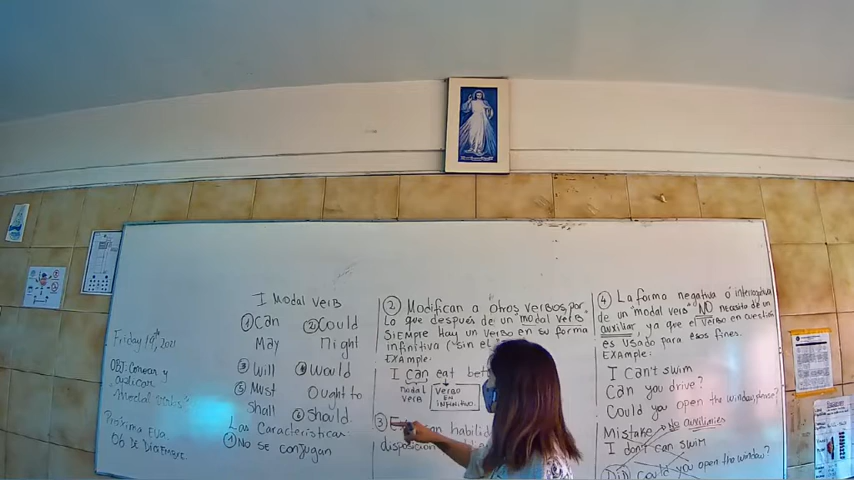 Friday
OBJ: Conocer y
aplicar
"Modal Verbs"
Próxima Eva.
06 de Diciembre
I Modal verb
① Can ② Could
May Might
③ Will ④ Would
⑤ Must Ought to
Shall ⑥ Should
Las Características:
① No se conjugan
② Modifican a otros verbos, por
Lo que después de un "modal verb"
SIEMPRE Hay un verbo en su forma
infinitiva ("sin el
EXAMPLE:
I can eat
modal verb
verbo
EN
INFINITIVO.
③ habilid
④ La forma negativa ó interrogativa
de un "modal verb" NO necesita de un
auxiliar, ya que el verbo en cuestión
es usado para esos fines.
EXAMPLE:
I can't swim
Can you drive?
Could you open the window, please?
Mistake → No auxiliaries
I don't can swim
Did could you open the window?